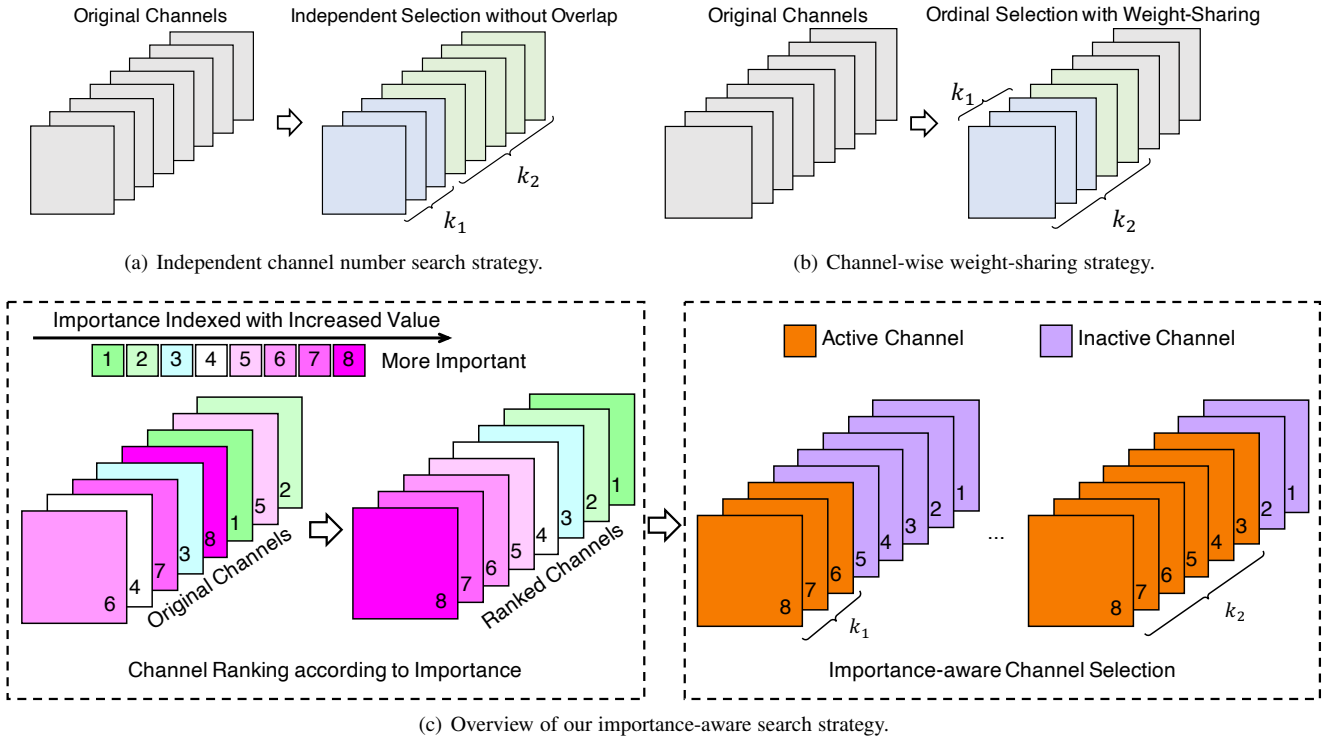 Original Channels
Independent Selection without Overlap
k₁
k₂
(a) Independent channel number search strategy.
Original Channels
Ordinal Selection with Weight-Sharing
k₁
k₂
(b) Channel-wise weight-sharing strategy.
Importance Indexed with Increased Value
1 2 3 4 5 6 7 8 More Important
6 4 7 3 8 1 5 2
Original Channels
8 7 6 5 4 3 2 1
Ranked Channels
Channel Ranking according to Importance
Active Channel
Inactive Channel
8 7 6 5 4 3 2 1
k₁
...
8 7 6 5 4 3 2 1
k₂
Importance-aware Channel Selection
(c) Overview of our importance-aware search strategy.